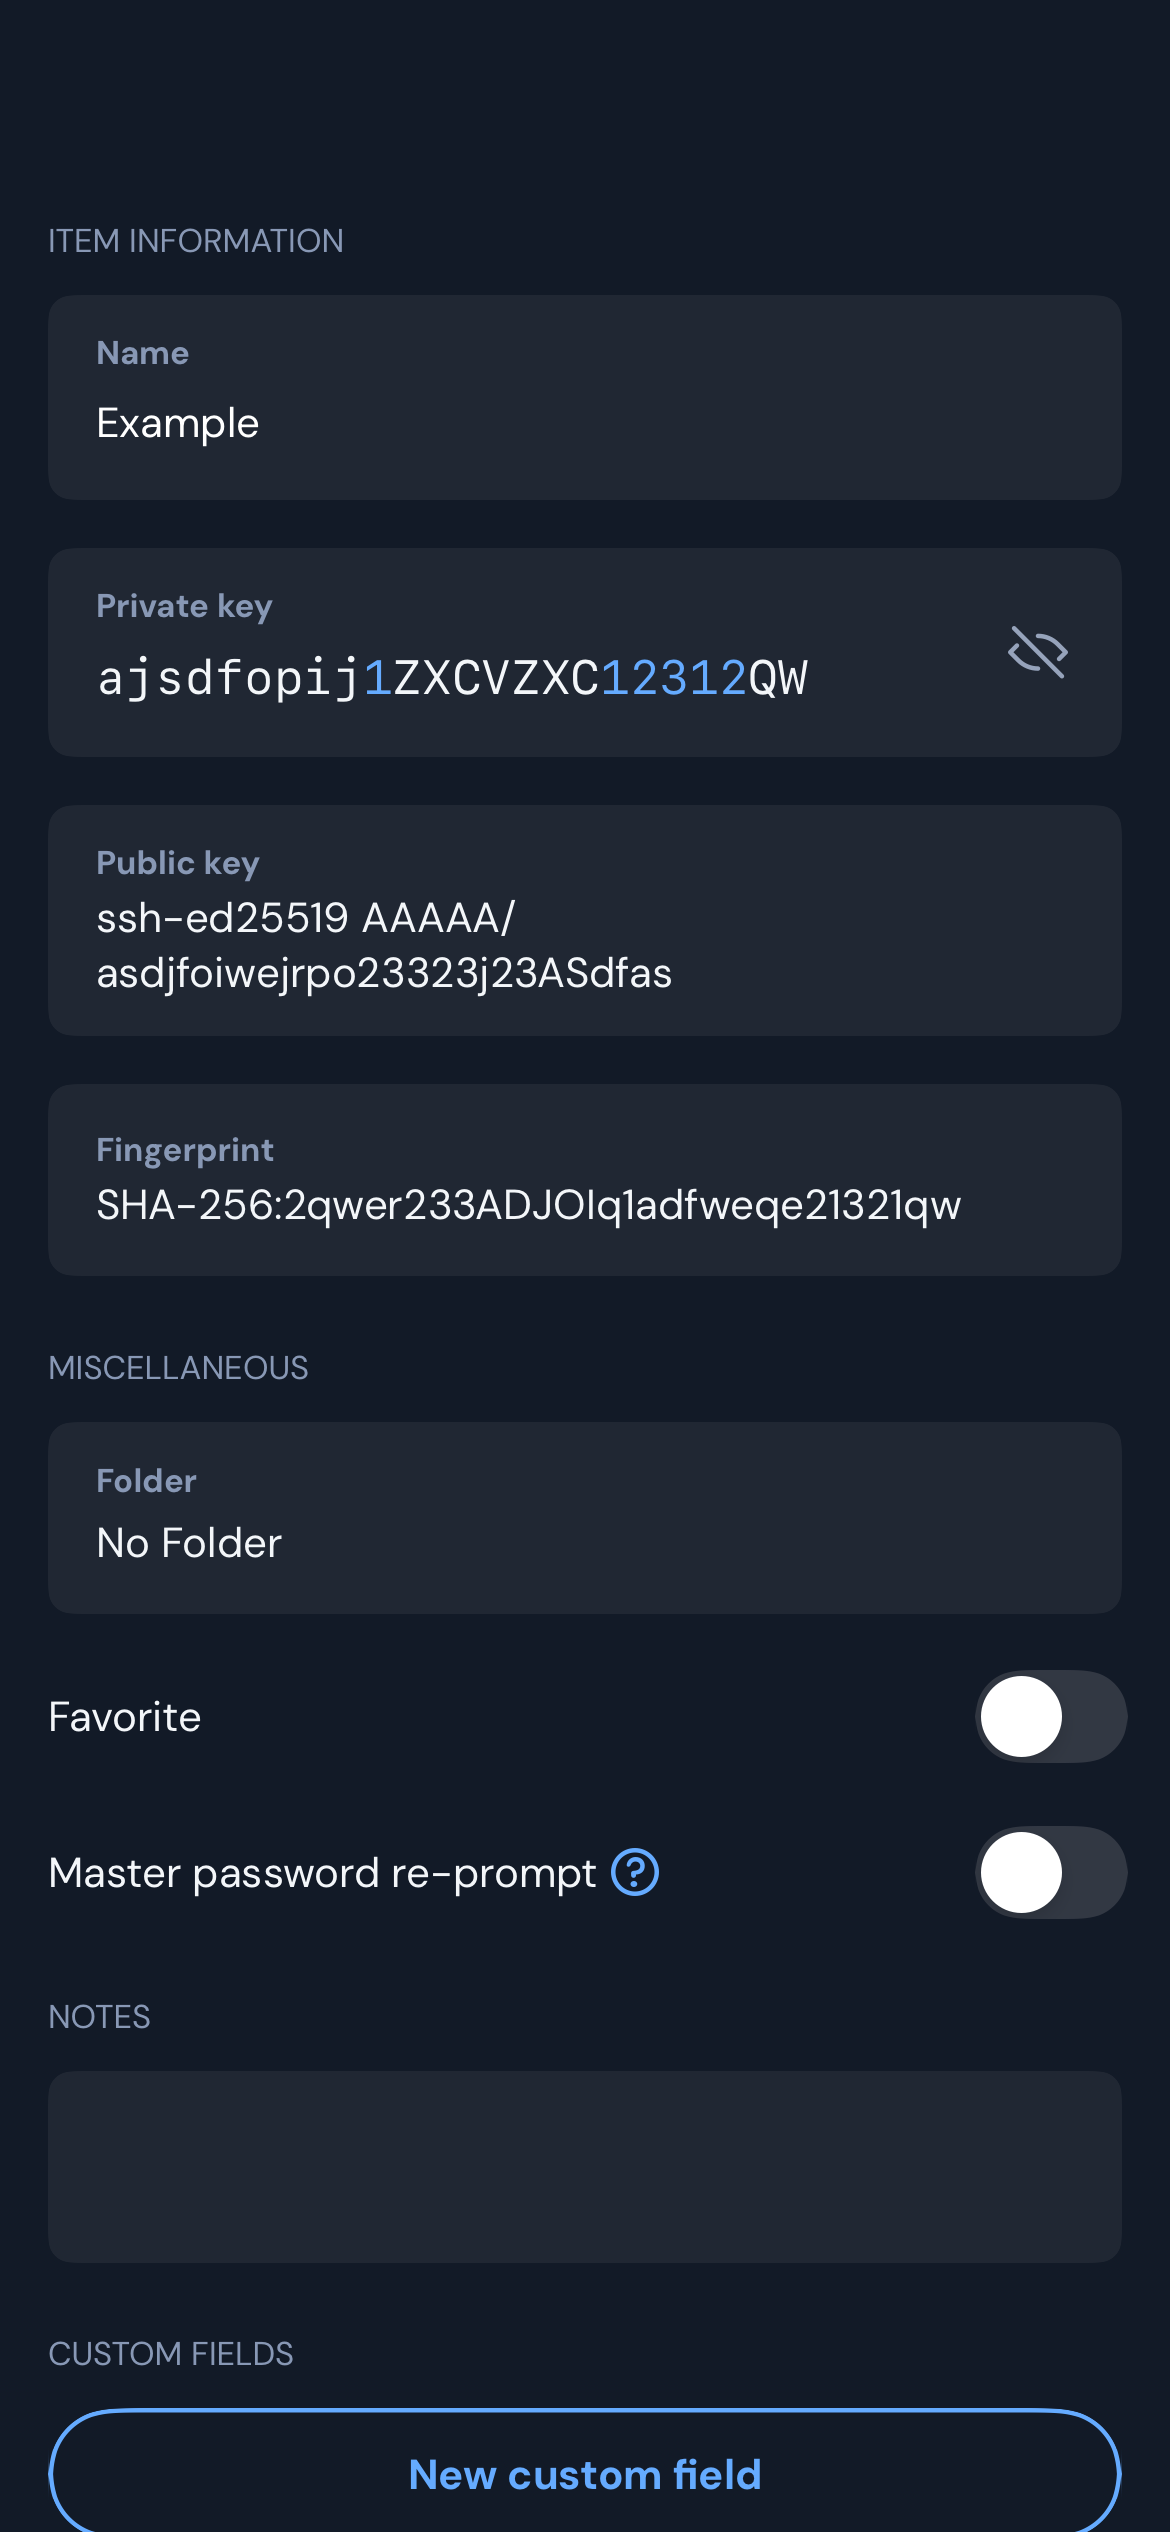 ITEM INFORMATION
Name
Example
Private key
ajsdfopij1ZXCVZXC12312QW
Public key
ssh-ed25519 AAAAA/
asdjfoiwejrpo23323j23ASdfas
Fingerprint
SHA-256:2qwer233ADJOIq1adfweqe21321qw
MISCELLANEOUS
Folder
No Folder
Favorite
Master password re-prompt
NOTES
CUSTOM FIELDS
New custom field